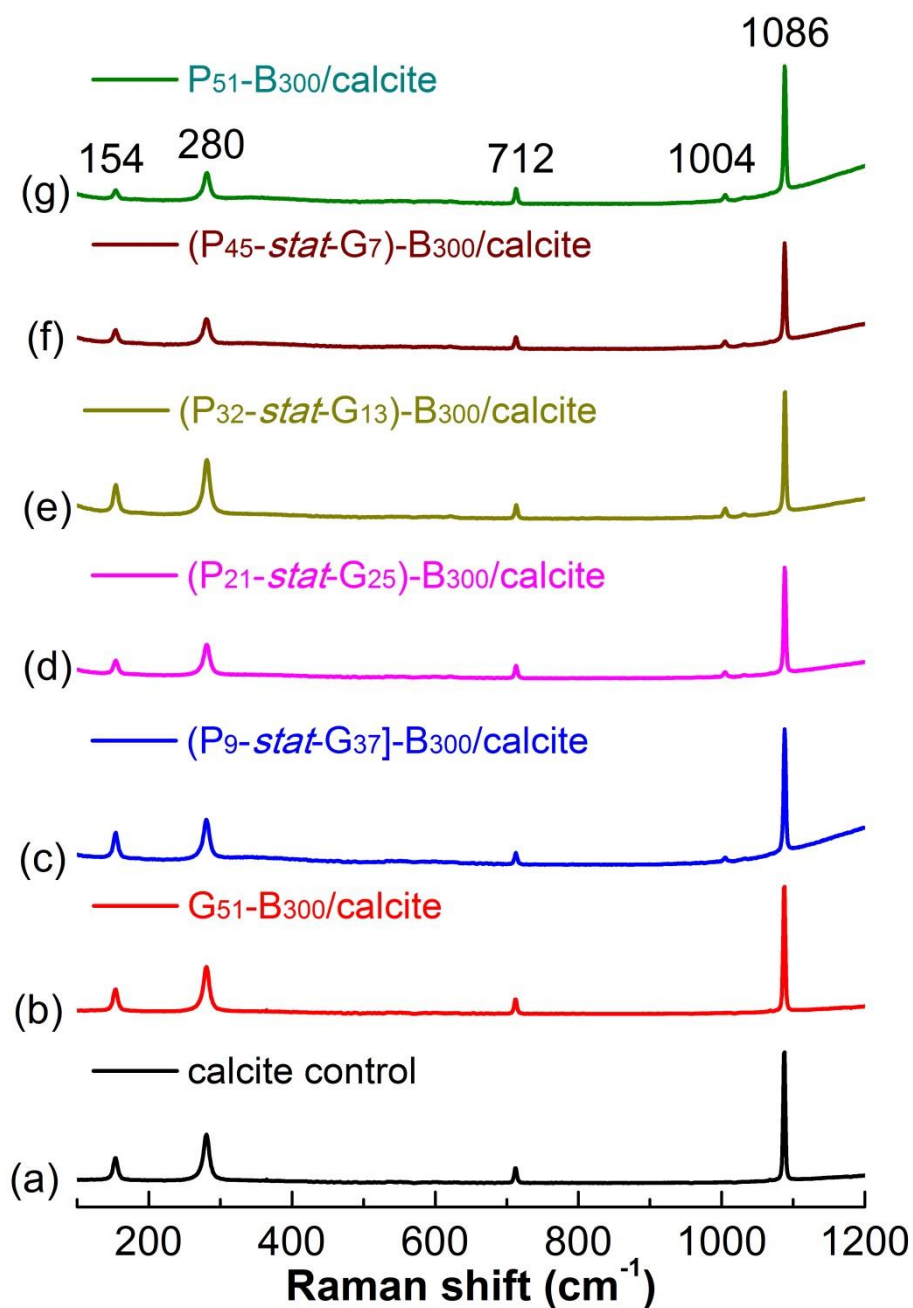 1086
P51-B300/calcite
154 280 712 1004
(g)
(P45-stat-G7)-B300/calcite
(f)
(P32-stat-G13)-B300/calcite
(e)
(P21-stat-G25)-B300/calcite
(d)
(P9-stat-G37]-B300/calcite
(c)
G51-B300/calcite
(b)
calcite control
(a)
200 400 600 800 1000 1200
Raman shift (cm-1)